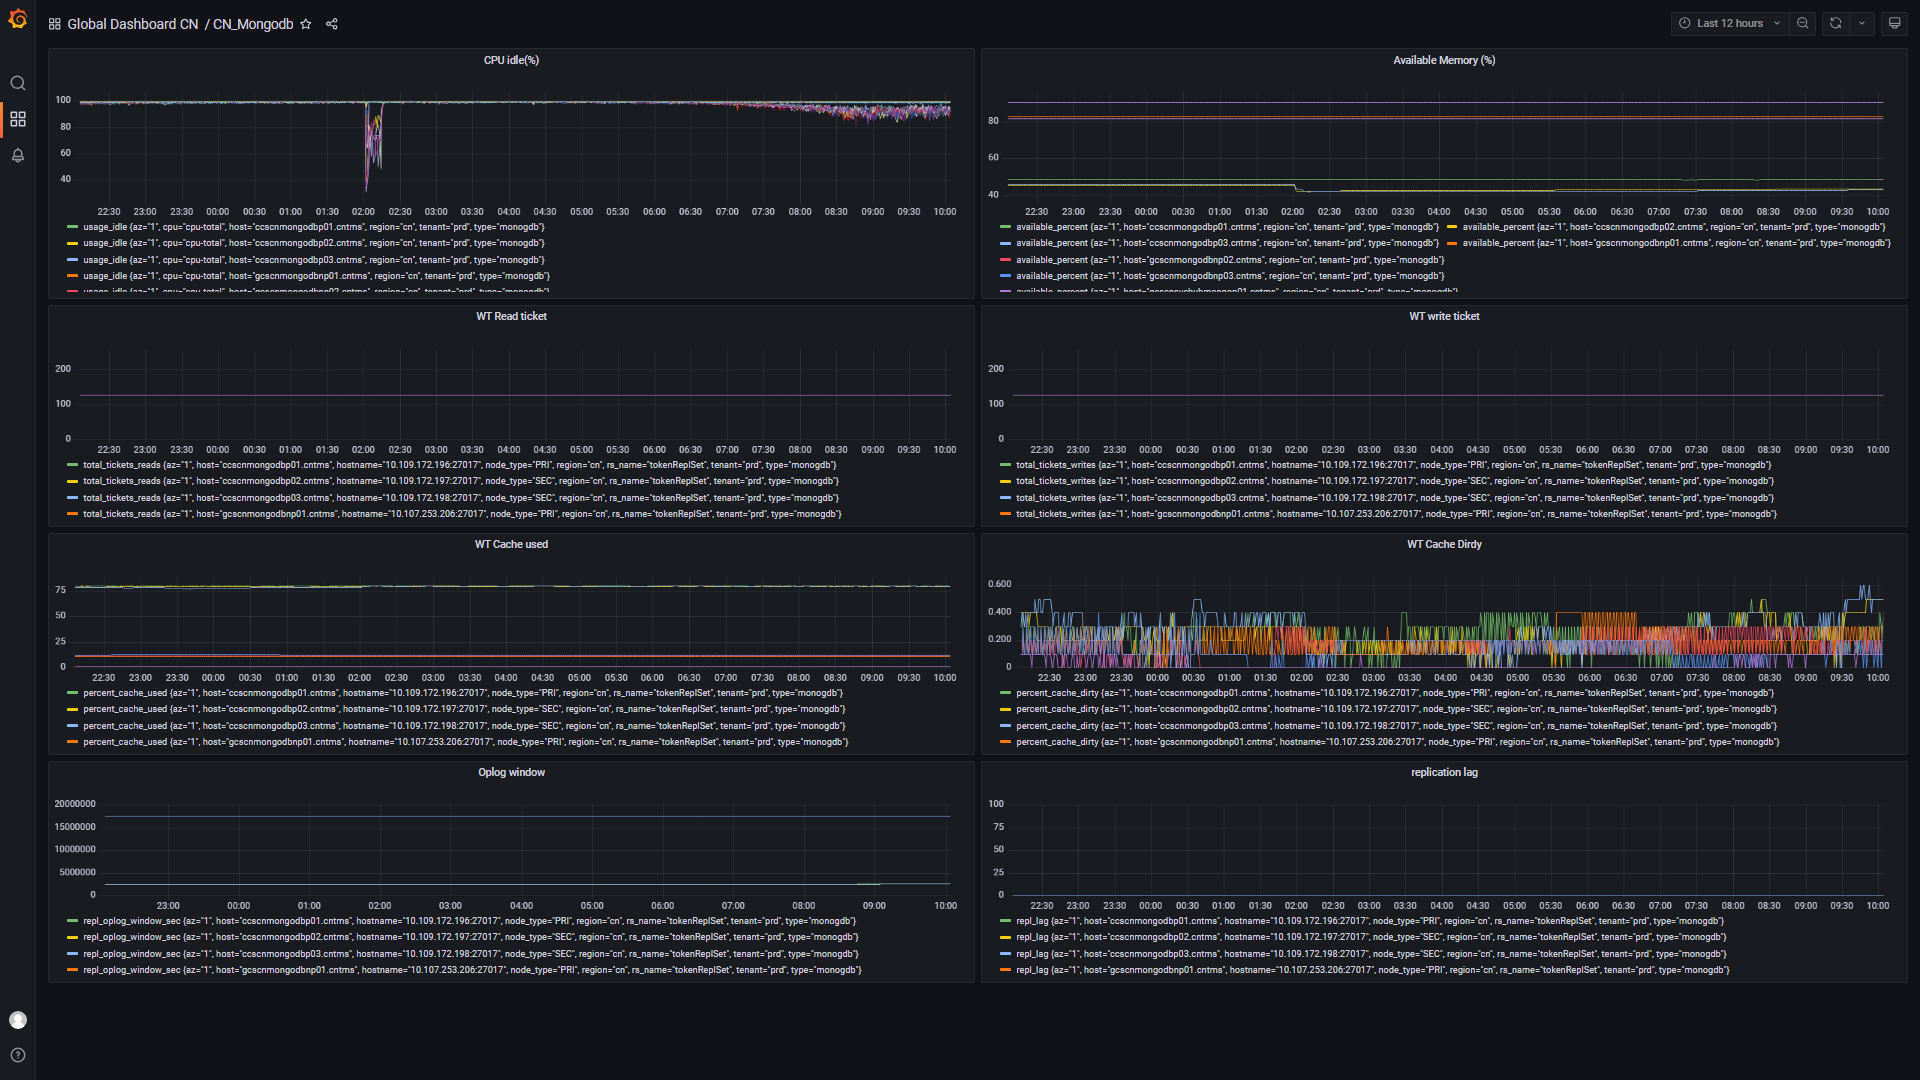 Global Dashboard CN / CN_Mongodb
Last 12 hours
CPU idle(%)
100
80
60
40
22:30 23:00 23:30 00:00 00:30 01:00 01:30 02:00 02:30 03:00 03:30 04:00 04:30 05:00 05:30 06:00 06:30 07:00 07:30 08:00 08:30 09:00 09:30 10:00
usage_idle {az="1", cpu="cpu-total", host="ccscnmongodbp01.cntms", region="cn", tenant="prd", type="monogdb"}
usage_idle {az="1", cpu="cpu-total", host="ccscnmongodbp02.cntms", region="cn", tenant="prd", type="monogdb"}
usage_idle {az="1", cpu="cpu-total", host="ccscnmongodbp03.cntms", region="cn", tenant="prd", type="monogdb"}
usage_idle {az="1", cpu="cpu-total", host="gcscnmongodbnp01.cntms", region="cn", tenant="prd", type="monogdb"}
usage_idle {az="1", cpu="cpu-total", host="gcscnmongodbnp02.cntms", region="cn", tenant="prd", type="monogdb"}
Available Memory (%)
80
60
40
22:30 23:00 23:30 00:00 00:30 01:00 01:30 02:00 02:30 03:00 03:30 04:00 04:30 05:00 05:30 06:00 06:30 07:00 07:30 08:00 08:30 09:00 09:30 10:00
available_percent {az="1", host="ccscnmongodbp01.cntms", region="cn", tenant="prd", type="monogdb"} available_percent {az="1", host="ccscnmongodbp02.cntms", region="cn", tenant="prd", type="monogdb"}
available_percent {az="1", host="ccscnmongodbp03.cntms", region="cn", tenant="prd", type="monogdb"} available_percent {az="1", host="gcscnmongodbnp01.cntms", region="cn", tenant="prd", type="monogdb"}
available_percent {az="1", host="gcscnmongodbnp02.cntms", region="cn", tenant="prd", type="monogdb"}
available_percent {az="1", host="gcscnmongodbnp03.cntms", region="cn", tenant="prd", type="monogdb"}
available_percent {az="1", region="cn", tenant="prd", type="monogdb"}
WT Read ticket
200
100
0
22:30 23:00 23:30 00:00 00:30 01:00 01:30 02:00 02:30 03:00 03:30 04:00 04:30 05:00 05:30 06:00 06:30 07:00 07:30 08:00 08:30 09:00 09:30 10:00
total_tickets_reads {az="1", host="ccscnmongodbp01.cntms", hostname="10.109.172.196:27017", node_type="PRI", region="cn", rs_name="tokenReplSet", tenant="prd", type="monogdb"}
total_tickets_reads {az="1", host="ccscnmongodbp02.cntms", hostname="10.109.172.197:27017", node_type="SEC", region="cn", rs_name="tokenReplSet", tenant="prd", type="monogdb"}
total_tickets_reads {az="1", host="ccscnmongodbp03.cntms", hostname="10.109.172.198:27017", node_type="SEC", region="cn", rs_name="tokenReplSet", tenant="prd", type="monogdb"}
total_tickets_reads {az="1", host="gcscnmongodbnp01.cntms", hostname="10.107.253.206:27017", node_type="PRI", region="cn", rs_name="tokenReplSet", tenant="prd", type="monogdb"}
WT write ticket
200
100
0
22:30 23:00 23:30 00:00 00:30 01:00 01:30 02:00 02:30 03:00 03:30 04:00 04:30 05:00 05:30 06:00 06:30 07:00 07:30 08:00 08:30 09:00 09:30 10:00
total_tickets_writes {az="1", host="ccscnmongodbp01.cntms", hostname="10.109.172.196:27017", node_type="PRI", region="cn", rs_name="tokenReplSet", tenant="prd", type="monogdb"}
total_tickets_writes {az="1", host="ccscnmongodbp02.cntms", hostname="10.109.172.197:27017", node_type="SEC", region="cn", rs_name="tokenReplSet", tenant="prd", type="monogdb"}
total_tickets_writes {az="1", host="ccscnmongodbp03.cntms", hostname="10.109.172.198:27017", node_type="SEC", region="cn", rs_name="tokenReplSet", tenant="prd", type="monogdb"}
total_tickets_writes {az="1", host="gcscnmongodbnp01.cntms", hostname="10.107.253.206:27017", node_type="PRI", region="cn", rs_name="tokenReplSet", tenant="prd", type="monogdb"}
WT Cache used
75
50
25
0
22:30 23:00 23:30 00:00 00:30 01:00 01:30 02:00 02:30 03:00 03:30 04:00 04:30 05:00 05:30 06:00 06:30 07:00 07:30 08:00 08:30 09:00 09:30 10:00
percent_cache_used {az="1", host="ccscnmongodbp01.cntms", hostname="10.109.172.196:27017", node_type="PRI", region="cn", rs_name="tokenReplSet", tenant="prd", type="monogdb"}
percent_cache_used {az="1", host="ccscnmongodbp02.cntms", hostname="10.109.172.197:27017", node_type="SEC", region="cn", rs_name="tokenReplSet", tenant="prd", type="monogdb"}
percent_cache_used {az="1", host="ccscnmongodbp03.cntms", hostname="10.109.172.198:27017", node_type="SEC", region="cn", rs_name="tokenReplSet", tenant="prd", type="monogdb"}
percent_cache_used {az="1", host="gcscnmongodbnp01.cntms", hostname="10.107.253.206:27017", node_type="PRI", region="cn", rs_name="tokenReplSet", tenant="prd", type="monogdb"}
WT Cache Dirdy
0.600
0.400
0.200
0
22:30 23:00 23:30 00:00 00:30 01:00 01:30 02:00 02:30 03:00 03:30 04:00 04:30 05:00 05:30 06:00 06:30 07:00 07:30 08:00 08:30 09:00 09:30 10:00
percent_cache_dirty {az="1", host="ccscnmongodbp01.cntms", hostname="10.109.172.196:27017", node_type="PRI", region="cn", rs_name="tokenReplSet", tenant="prd", type="monogdb"}
percent_cache_dirty {az="1", host="ccscnmongodbp02.cntms", hostname="10.109.172.197:27017", node_type="SEC", region="cn", rs_name="tokenReplSet", tenant="prd", type="monogdb"}
percent_cache_dirty {az="1", host="ccscnmongodbp03.cntms", hostname="10.109.172.198:27017", node_type="SEC", region="cn", rs_name="tokenReplSet", tenant="prd", type="monogdb"}
percent_cache_dirty {az="1", host="gcscnmongodbnp01.cntms", hostname="10.107.253.206:27017", node_type="PRI", region="cn", rs_name="tokenReplSet", tenant="prd", type="monogdb"}
Oplog window
20000000
15000000
10000000
5000000
0
23:00 00:00 01:00 02:00 03:00 04:00 05:00 06:00 07:00 08:00 09:00 10:00
repl_oplog_window_sec {az="1", host="ccscnmongodbp01.cntms", hostname="10.109.172.196:27017", node_type="PRI", region="cn", rs_name="tokenReplSet", tenant="prd", type="monogdb"}
repl_oplog_window_sec {az="1", host="ccscnmongodbp02.cntms", hostname="10.109.172.197:27017", node_type="SEC", region="cn", rs_name="tokenReplSet", tenant="prd", type="monogdb"}
repl_oplog_window_sec {az="1", host="ccscnmongodbp03.cntms", hostname="10.109.172.198:27017", node_type="SEC", region="cn", rs_name="tokenReplSet", tenant="prd", type="monogdb"}
repl_oplog_window_sec {az="1", host="gcscnmongodbnp01.cntms", hostname="10.107.253.206:27017", node_type="PRI", region="cn", rs_name="tokenReplSet", tenant="prd", type="monogdb"}
replication lag
100
75
50
25
0
22:30 23:00 23:30 00:00 00:30 01:00 01:30 02:00 02:30 03:00 03:30 04:00 04:30 05:00 05:30 06:00 06:30 07:00 07:30 08:00 08:30 09:00 09:30 10:00
repl_lag {az="1", host="ccscnmongodbp01.cntms", hostname="10.109.172.196:27017", node_type="PRI", region="cn", rs_name="tokenReplSet", tenant="prd", type="monogdb"}
repl_lag {az="1", host="ccscnmongodbp02.cntms", hostname="10.109.172.197:27017", node_type="SEC", region="cn", rs_name="tokenReplSet", tenant="prd", type="monogdb"}
repl_lag {az="1", host="ccscnmongodbp03.cntms", hostname="10.109.172.198:27017", node_type="SEC", region="cn", rs_name="tokenReplSet", tenant="prd", type="monogdb"}
repl_lag {az="1", host="gcscnmongodbnp01.cntms", hostname="10.107.253.206:27017", node_type="PRI", region="cn", rs_name="tokenReplSet", tenant="prd", type="monogdb"}